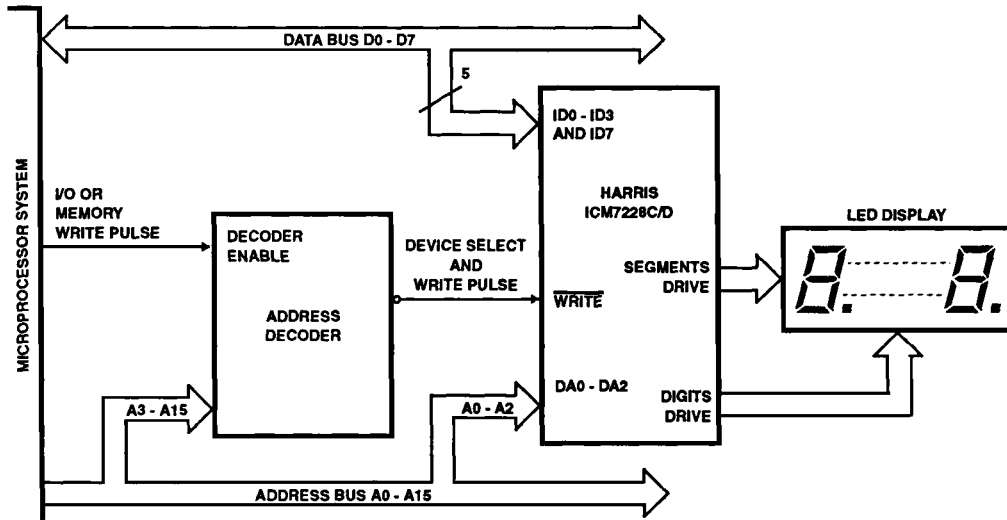 DATA BUS D0 - D7
5
ID0 - ID3
AND ID7
HARRIS
ICM7228C/D
MICROPROCESSOR SYSTEM
I/O OR
MEMORY
WRITE PULSE
DECODER
ENABLE
ADDRESS
DECODER
DEVICE SELECT
AND
WRITE PULSE
WRITE
SEGMENTS
DRIVE
LED DISPLAY
8. 8.
DA0 - DA2
DIGITS
DRIVE
A3 - A15
A0 - A2
ADDRESS BUS A0 - A15